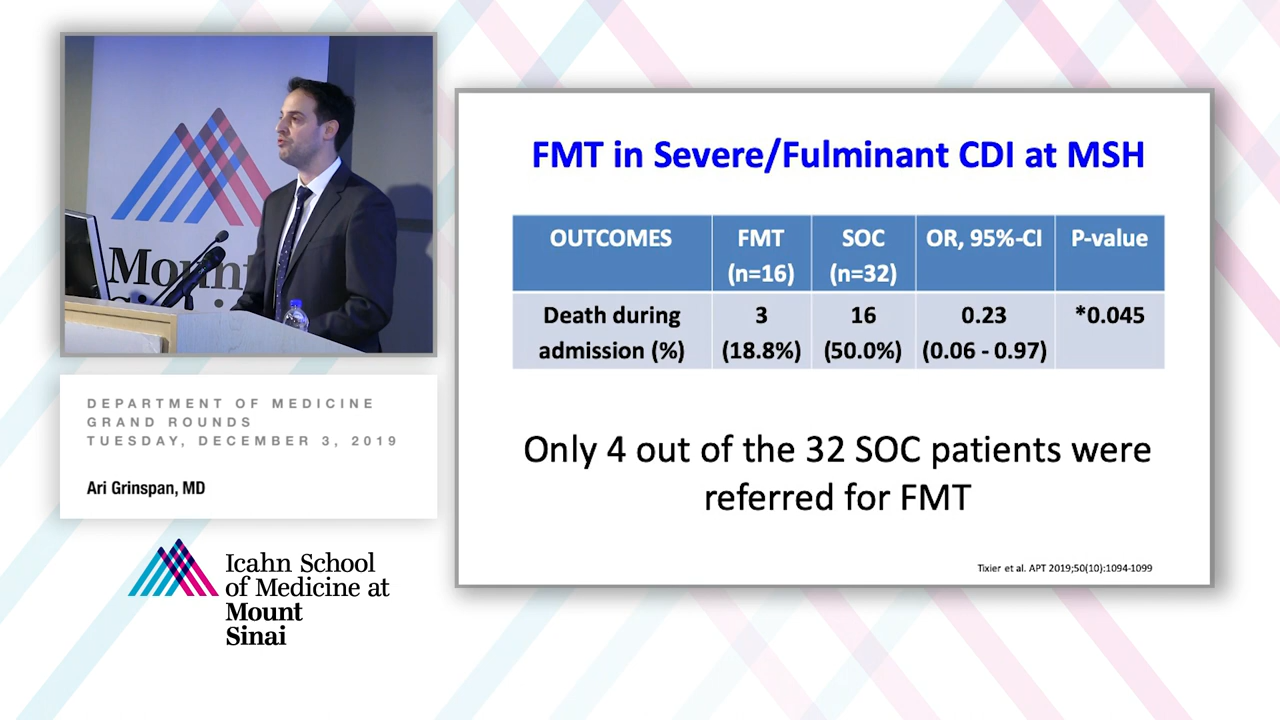 Mount
DEPARTMENT OF MEDICINE
GRAND ROUNDS
TUESDAY, DECEMBER 3, 2019
Ari Grinspan, MD
Icahn School
of Medicine at
Mount
Sinai
FMT in Severe/Fulminant CDI at MSH
OUTCOMES FMT (n=16) SOC (n=32) OR, 95%-CI P-value
Death during admission (%) 3 (18.8%) 16 (50.0%) 0.23 (0.06 - 0.97) *0.045
Only 4 out of the 32 SOC patients were
referred for FMT
Tixier et al. APT 2019;50(10):1094-1099